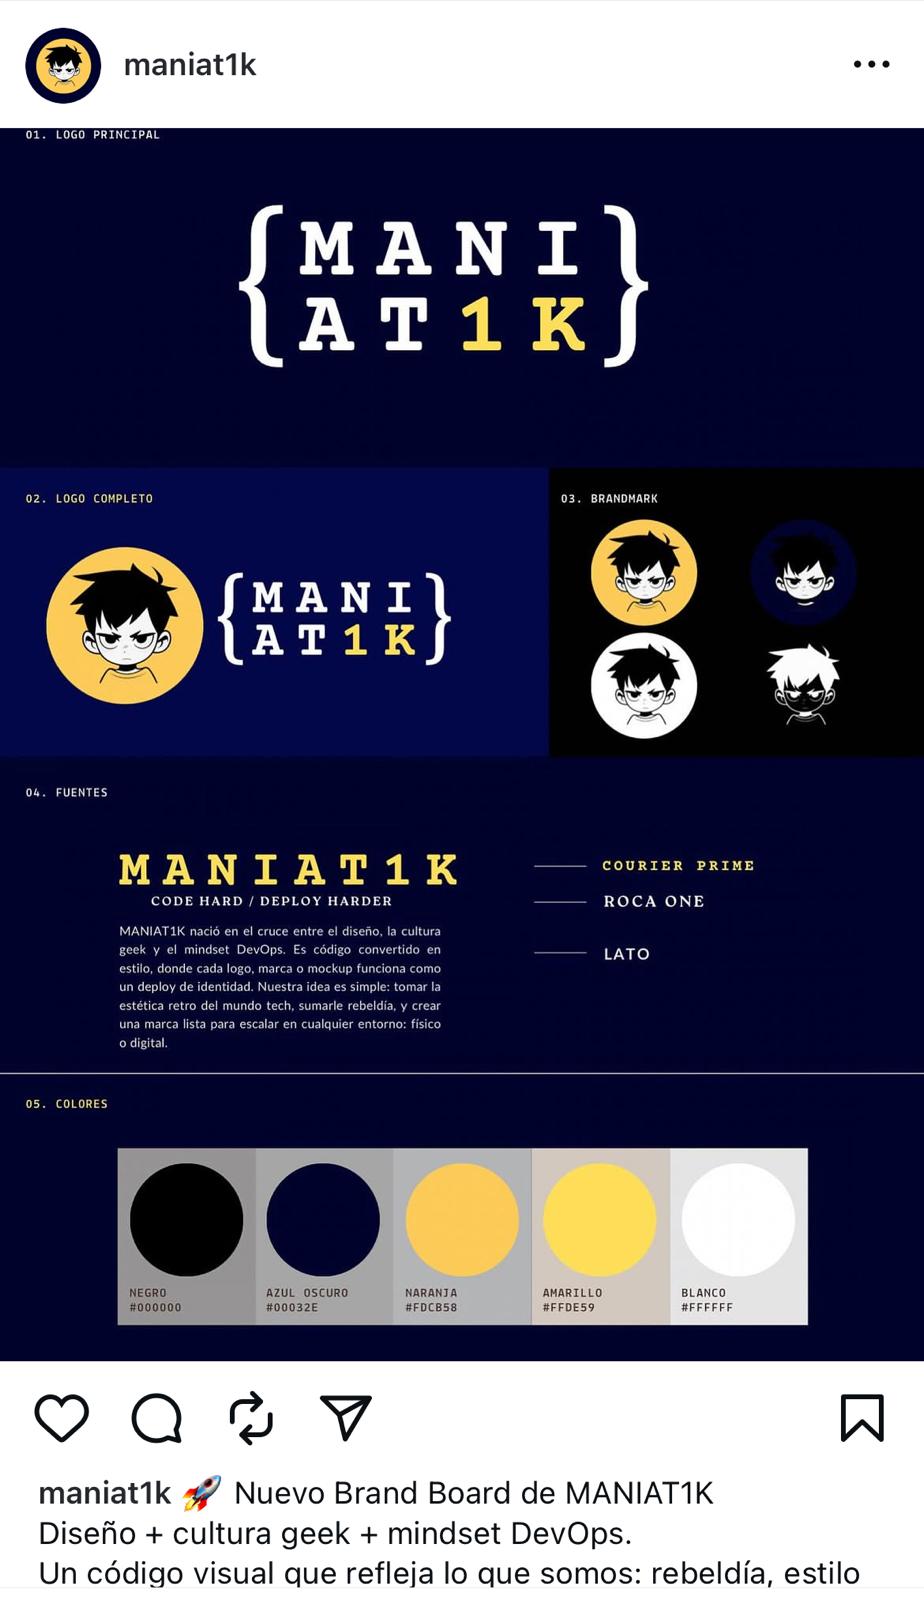 maniat1k
01. LOGO PRINCIPAL
{MANI
AT1K}
02. LOGO COMPLETO
{MANI
AT1K}
03. BRANDMARK
04. FUENTES
MANIAT1K
CODE HARD / DEPLOY HARDER
MANIAT1K nació en el cruce entre el diseño, la cultura
geek y el mindset DevOps. Es código convertido en
estilo, donde cada logo, marca o mockup funciona como
un deploy de identidad. Nuestra idea es simple: tomar la
estética retro del mundo tech, sumarle rebeldía, y crear
una marca lista para escalar en cualquier entorno: físico
o digital.
COURIER PRIME
ROCA ONE
LATO
05. COLORES
NEGRO
#000000
AZUL OSCURO
#00032E
NARANJA
#FDCB58
AMARILLO
#FFDE59
BLANCO
#FFFFFF
maniat1k 🚀 Nuevo Brand Board de MANIAT1K
Diseño + cultura geek + mindset DevOps.
Un código visual que refleja lo que somos: rebeldía, estilo